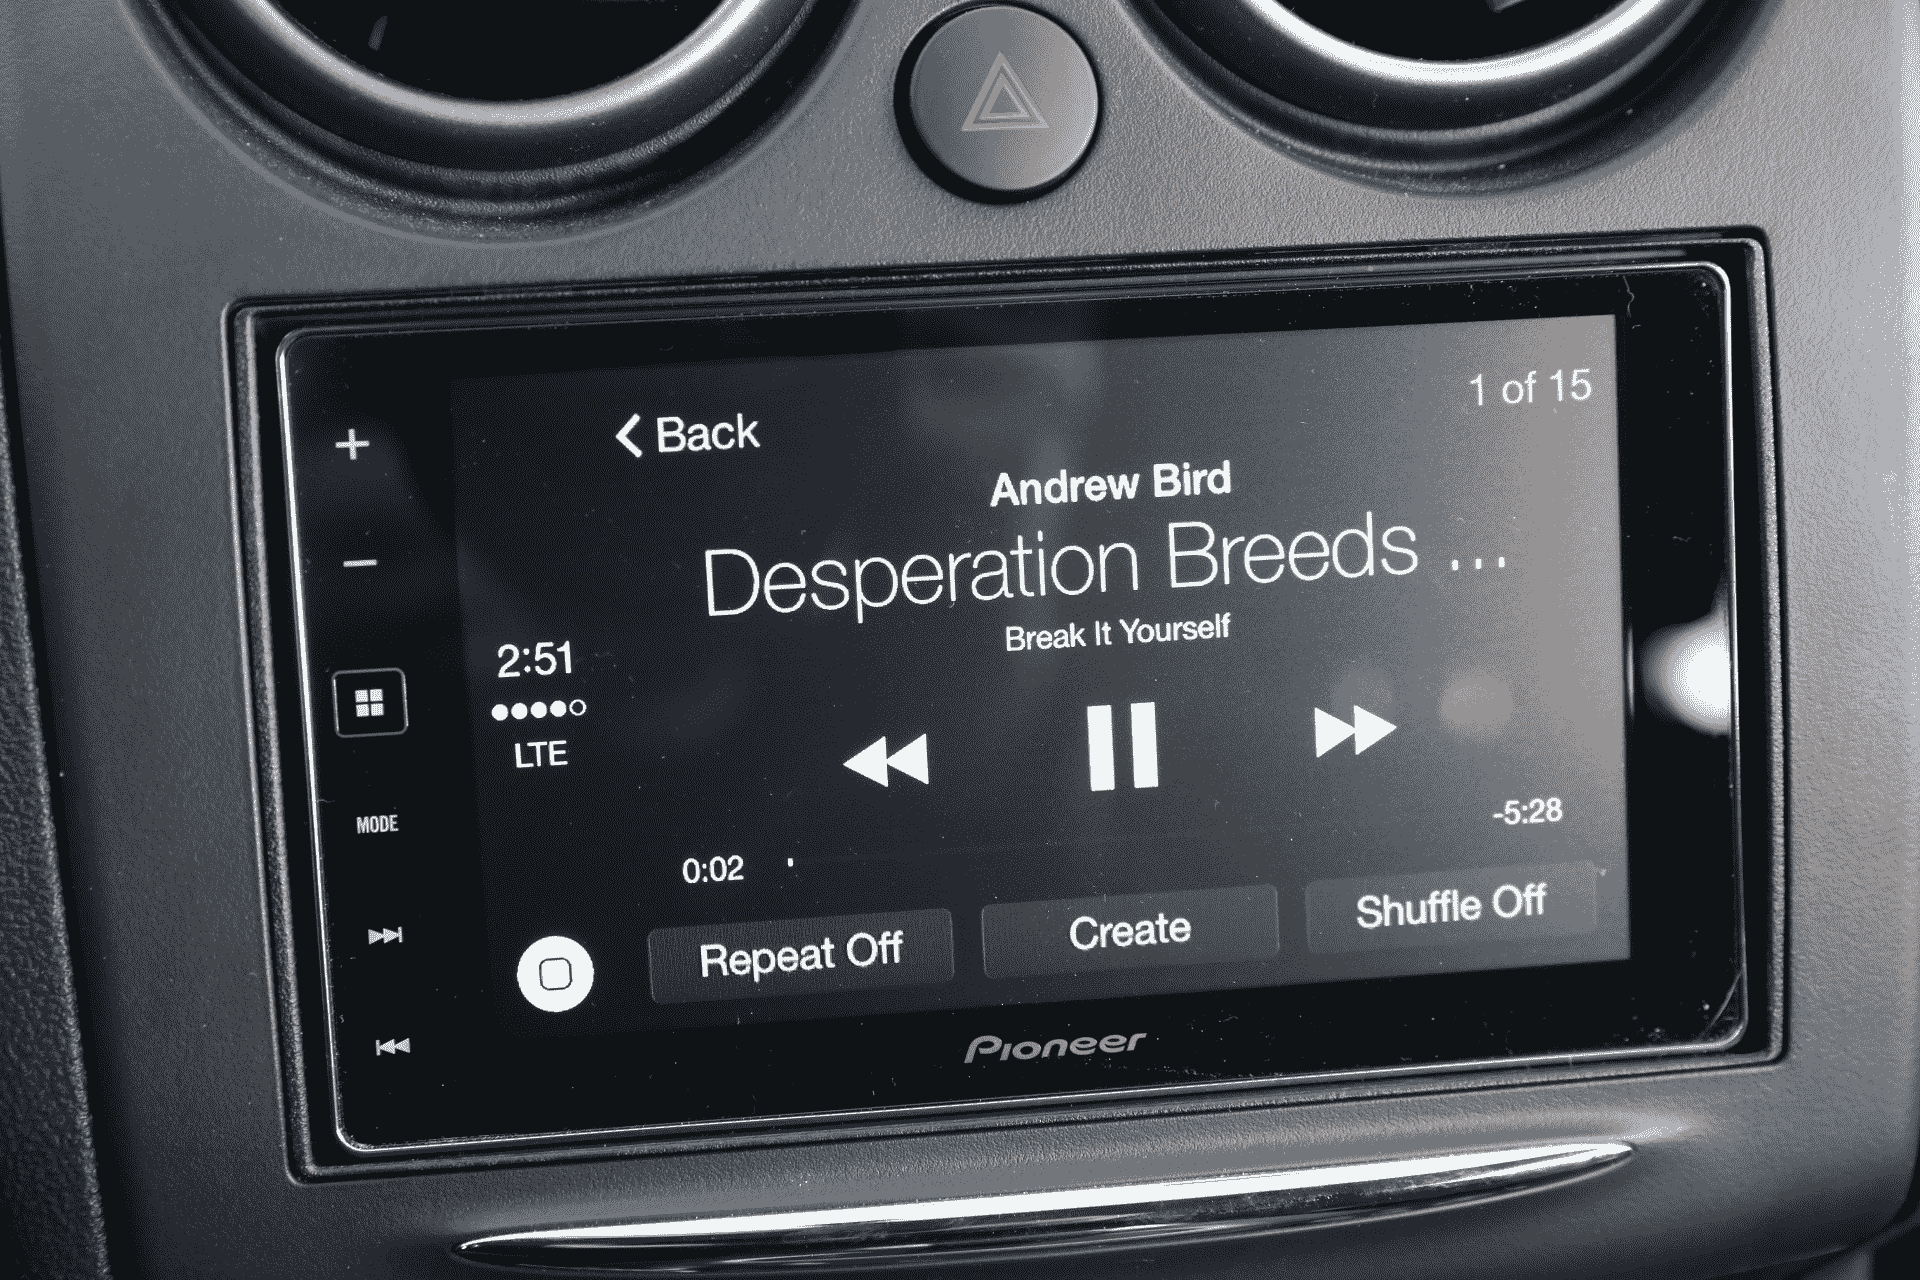 1 of 15
Back
Andrew Bird
Desperation Breeds ...
Break It Yourself
2:51
LTE
MODE
-5:28
0:02
Repeat Off
Create
Shuffle Off
Pioneer